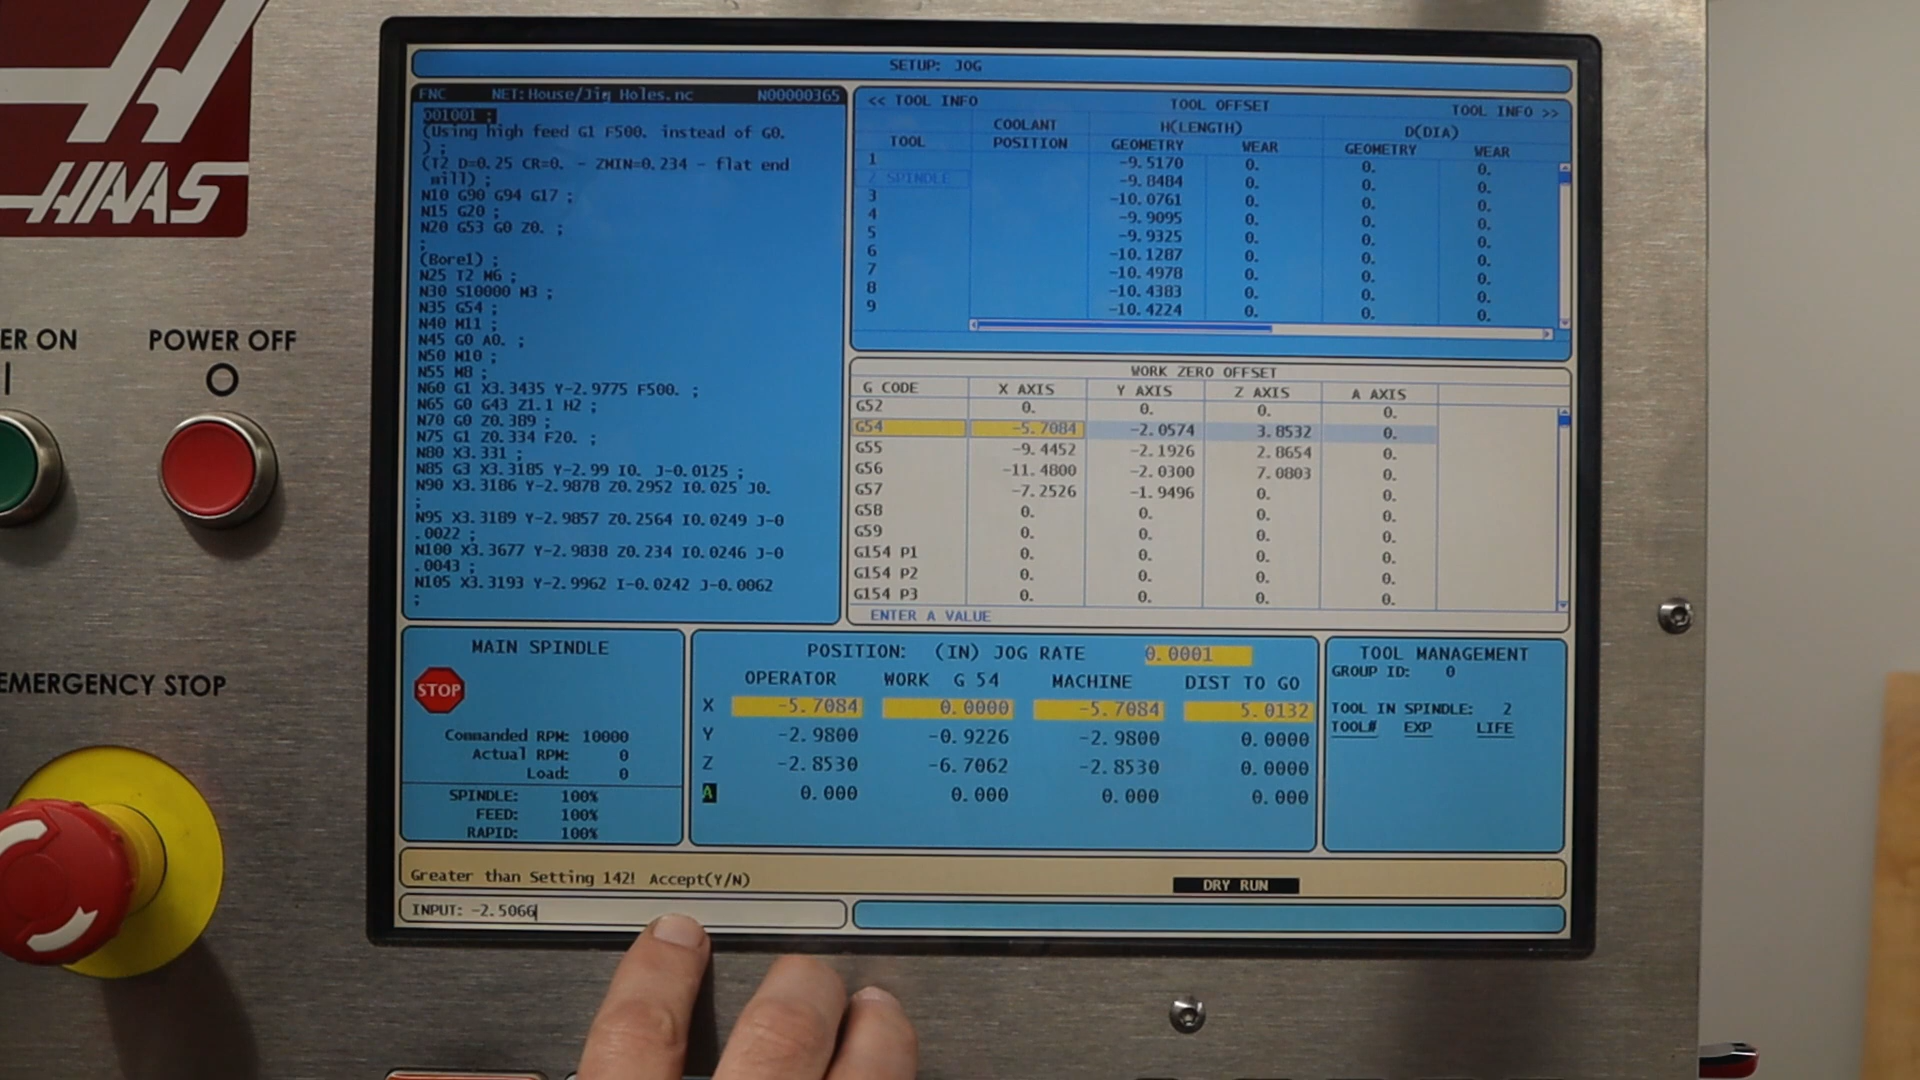 HAAS
ER ON
POWER OFF
EMERGENCY STOP
SETUP: JOG
FNC NET:House/Jig Holes.nc N00000365
O01001 ;
(Using high feed G1 F500. instead of G0.
) ;
(T2 D=0.25 CR=0. - ZMIN=0.234 - flat end
mill) ;
N10 G90 G94 G17 ;
N15 G20 ;
N20 G53 G0 Z0. ;
;
(Bore1) ;
N25 T2 M6 ;
N30 S10000 M3 ;
N35 G54 ;
N40 M11 ;
N45 G0 A0. ;
N50 M10 ;
N55 M8 ;
N60 G1 X3.3435 Y-2.9775 F500. ;
N65 G0 G43 Z1.1 H2 ;
N70 G0 Z0.389 ;
N75 G1 Z0.334 F20. ;
N80 X3.331 ;
N85 G3 X3.3185 Y-2.99 I0. J-0.0125 ;
N90 X3.3186 Y-2.9878 Z0.2952 I0.025 J0.
;
N95 X3.3189 Y-2.9857 Z0.2564 I0.0249 J-0
.0022 ;
N100 X3.3677 Y-2.9838 Z0.234 I0.0246 J-0
.0043 ;
N105 X3.3193 Y-2.9962 I-0.0242 J-0.0062
;
<< TOOL INFO TOOL OFFSET TOOL INFO >>
COOLANT H(LENGTH) D(DIA)
TOOL POSITION GEOMETRY WEAR GEOMETRY WEAR
1 -9.5170 0. 0. 0.
2 SPINDLE -9.8484 0. 0. 0.
3 -10.0761 0. 0. 0.
4 -9.9095 0. 0. 0.
5 -9.9325 0. 0. 0.
6 -10.1287 0. 0. 0.
7 -10.4978 0. 0. 0.
8 -10.4383 0. 0. 0.
9 -10.4224 0. 0. 0.
WORK ZERO OFFSET
G CODE X AXIS Y AXIS Z AXIS A AXIS
G52 0. 0. 0. 0.
G54 -5.7084 -2.0574 3.8532 0.
G55 -9.4452 -2.1926 2.8654 0.
G56 -11.4800 -2.0300 7.0803 0.
G57 -7.2526 -1.9496 0. 0.
G58 0. 0. 0. 0.
G59 0. 0. 0. 0.
G154 P1 0. 0. 0. 0.
G154 P2 0. 0. 0. 0.
G154 P3 0. 0. 0. 0.
ENTER A VALUE
MAIN SPINDLE
STOP
Commanded RPM: 10000
Actual RPM: 0
Load: 0
SPINDLE: 100%
FEED: 100%
RAPID: 100%
POSITION: (IN) JOG RATE 0.0001
OPERATOR WORK G 54 MACHINE DIST TO GO
X -5.7084 0.0000 -5.7084 5.0132
Y -2.9800 -0.9226 -2.9800 0.0000
Z -2.8530 -6.7062 -2.8530 0.0000
A 0.000 0.000 0.000 0.000
TOOL MANAGEMENT
GROUP ID: 0
TOOL IN SPINDLE: 2
TOOL# EXP LIFE
Greater than Setting 142! Accept(Y/N)
DRY RUN
INPUT: -2.5066